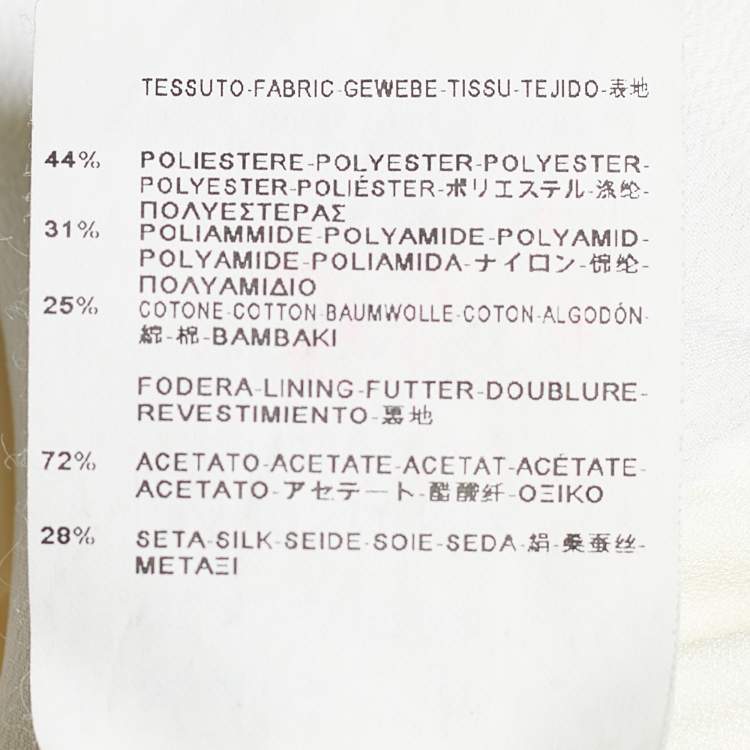 TESSUTO-FABRIC-GEWEBE-TISSU-TEJIDO-表地
44% POLIESTERE-POLYESTER-POLYESTER-
POLYESTER-POLIÉSTER-ポリエステル-涤纶-
ΠΟΛΥΕΣΤΕΡΑΣ
31% POLIAMMIDE-POLYAMIDE-POLYAMID-
POLYAMIDE-POLIAMIDA-ナイロン-锦纶-
ΠΟΛΥΑΜΙΔΙΟ
25% COTONE-COTTON-BAUMWOLLE-COTON-ALGODÓN-
綿-棉-BAMBAKI
FODERA-LINING-FUTTER-DOUBLURE-
REVESTIMIENTO-裏地
72% ACETATO-ACETATE-ACETAT-ACÉTATE-
ACETATO-アセテート-醋酸纤-ΟΞΙΚΟ
28% SETA-SILK-SEIDE-SOIE-SEDA-絹-桑蚕丝-
ΜΕΤΑΞΙ